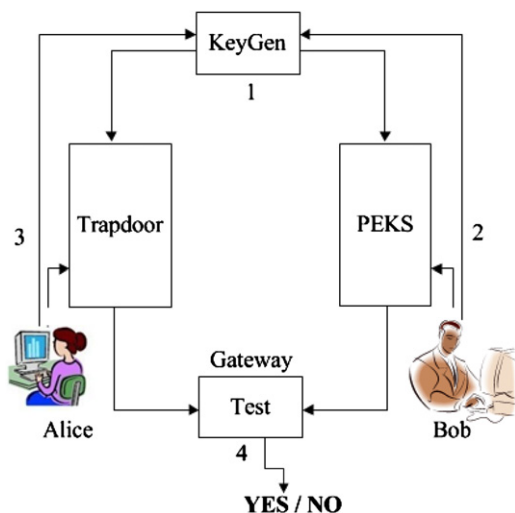 KeyGen
1
Trapdoor
PEKS
3
2
Gateway
Test
Alice
Bob
4
YES / NO